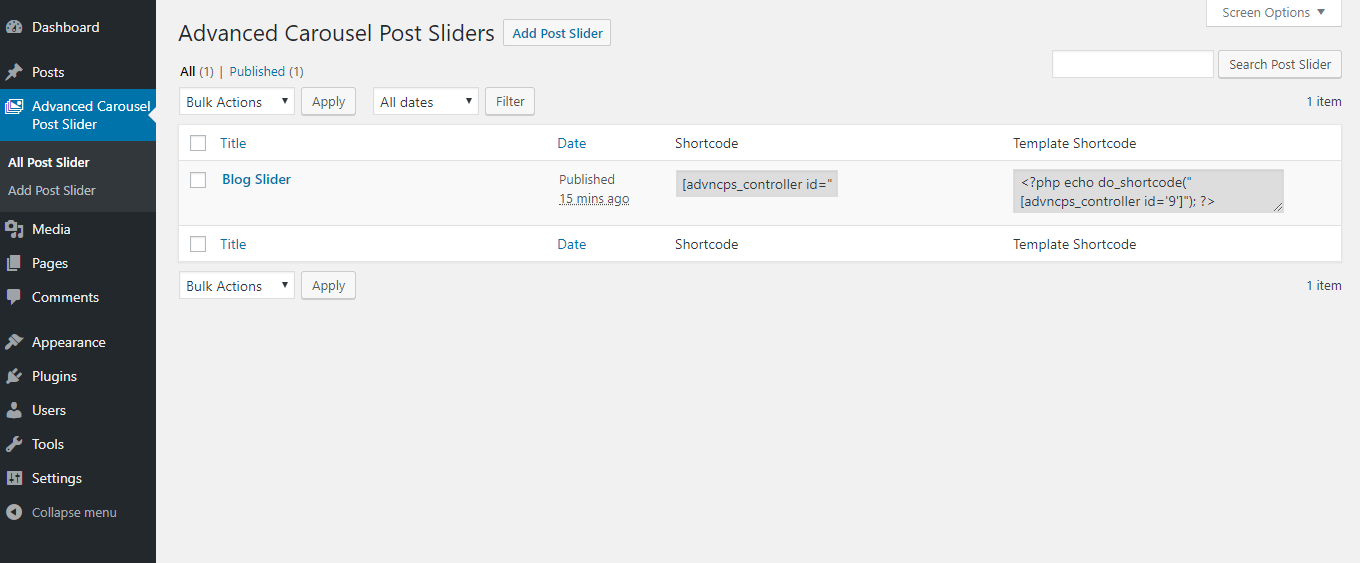 Dashboard
Posts
Advanced Carousel
Post Slider
All Post Slider
Add Post Slider
Media
Pages
Comments
Appearance
Plugins
Users
Tools
Settings
Collapse menu
Screen Options
Advanced Carousel Post Sliders Add Post Slider
All (1) | Published (1)
Search Post Slider
Bulk Actions Apply All dates Filter 1 item
Title Date Shortcode Template Shortcode
Blog Slider Published [advncps_controller id=" <?php echo do_shortcode("
15 mins ago [advncps_controller id='9']"); ?>
Title Date Shortcode Template Shortcode
Bulk Actions Apply 1 item